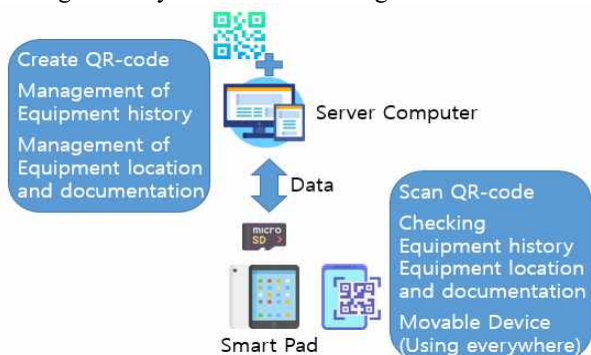 Create QR-code
Management of
Equipment history
Management of
Equipment location
and documentation
Server Computer
Data
micro
SD
Smart Pad
Scan QR-code
Checking
Equipment history
Equipment location
and documentation
Movable Device
(Using everywhere)